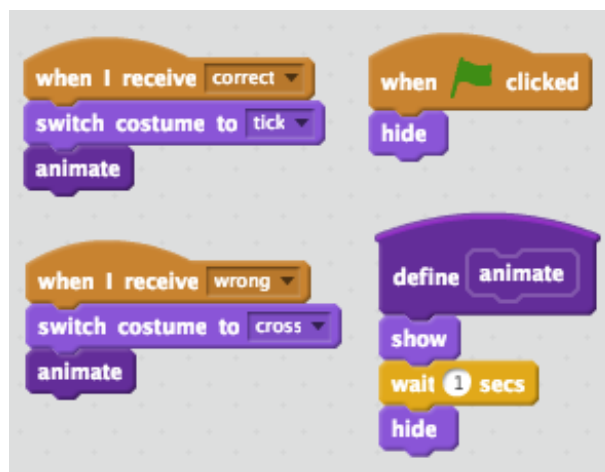 when I receive correct
switch costume to tick
animate
when clicked
hide
when I receive wrong
switch costume to cross
animate
define animate
show
wait 1 secs
hide